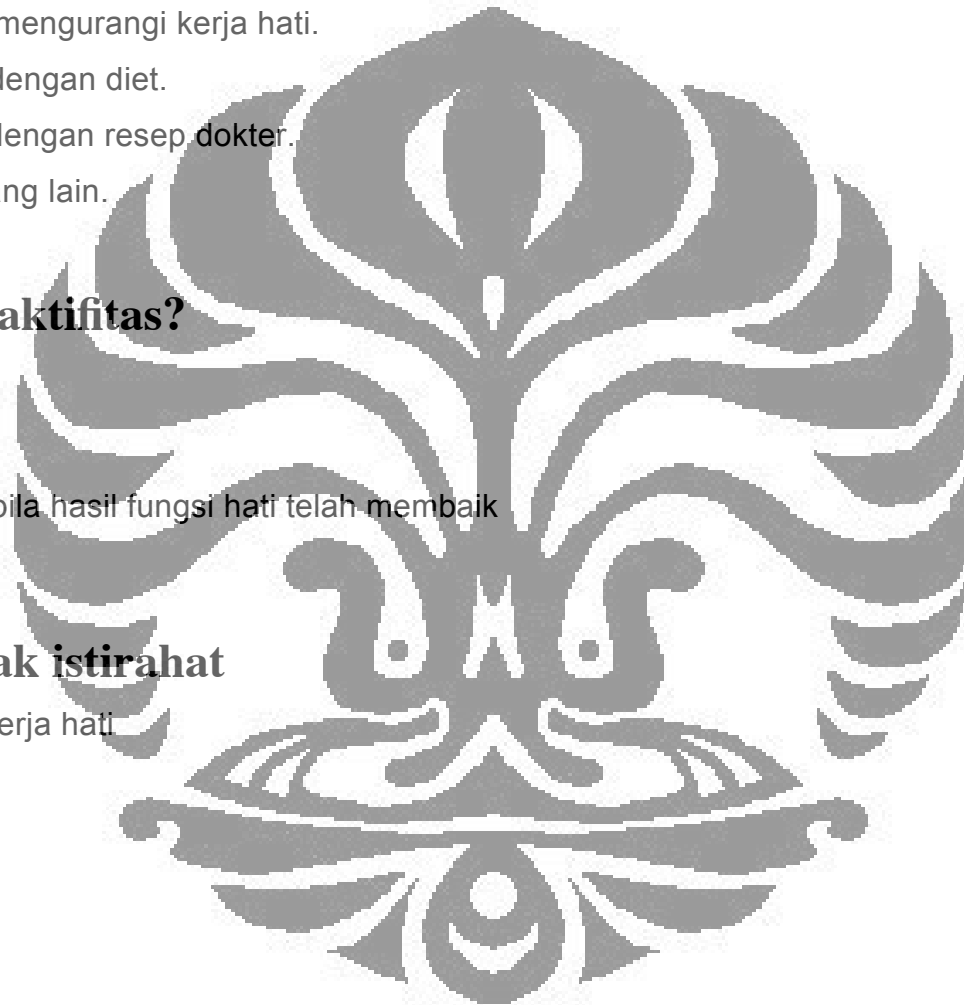 mengurangi kerja hati.
dengan diet.
dengan resep dokter.
ang lain.
aktifitas?
bila hasil fungsi hati telah membaik
ak istirahat
erja hati